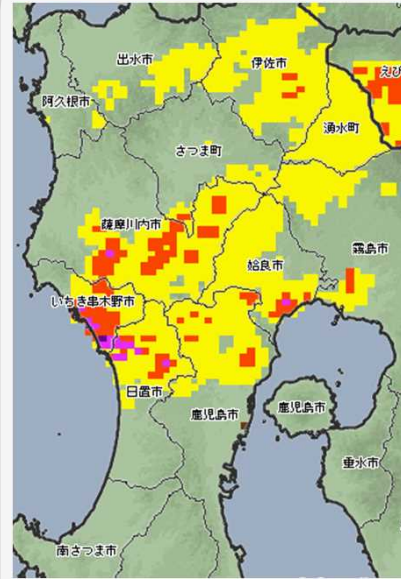 出水市
伊佐市
えび
阿久根市
湧水町
さつま町
薩摩川内市
霧島市
姶良市
いちき串木野市
日置市
鹿児島市
鹿児島市
垂水市
南さつま市